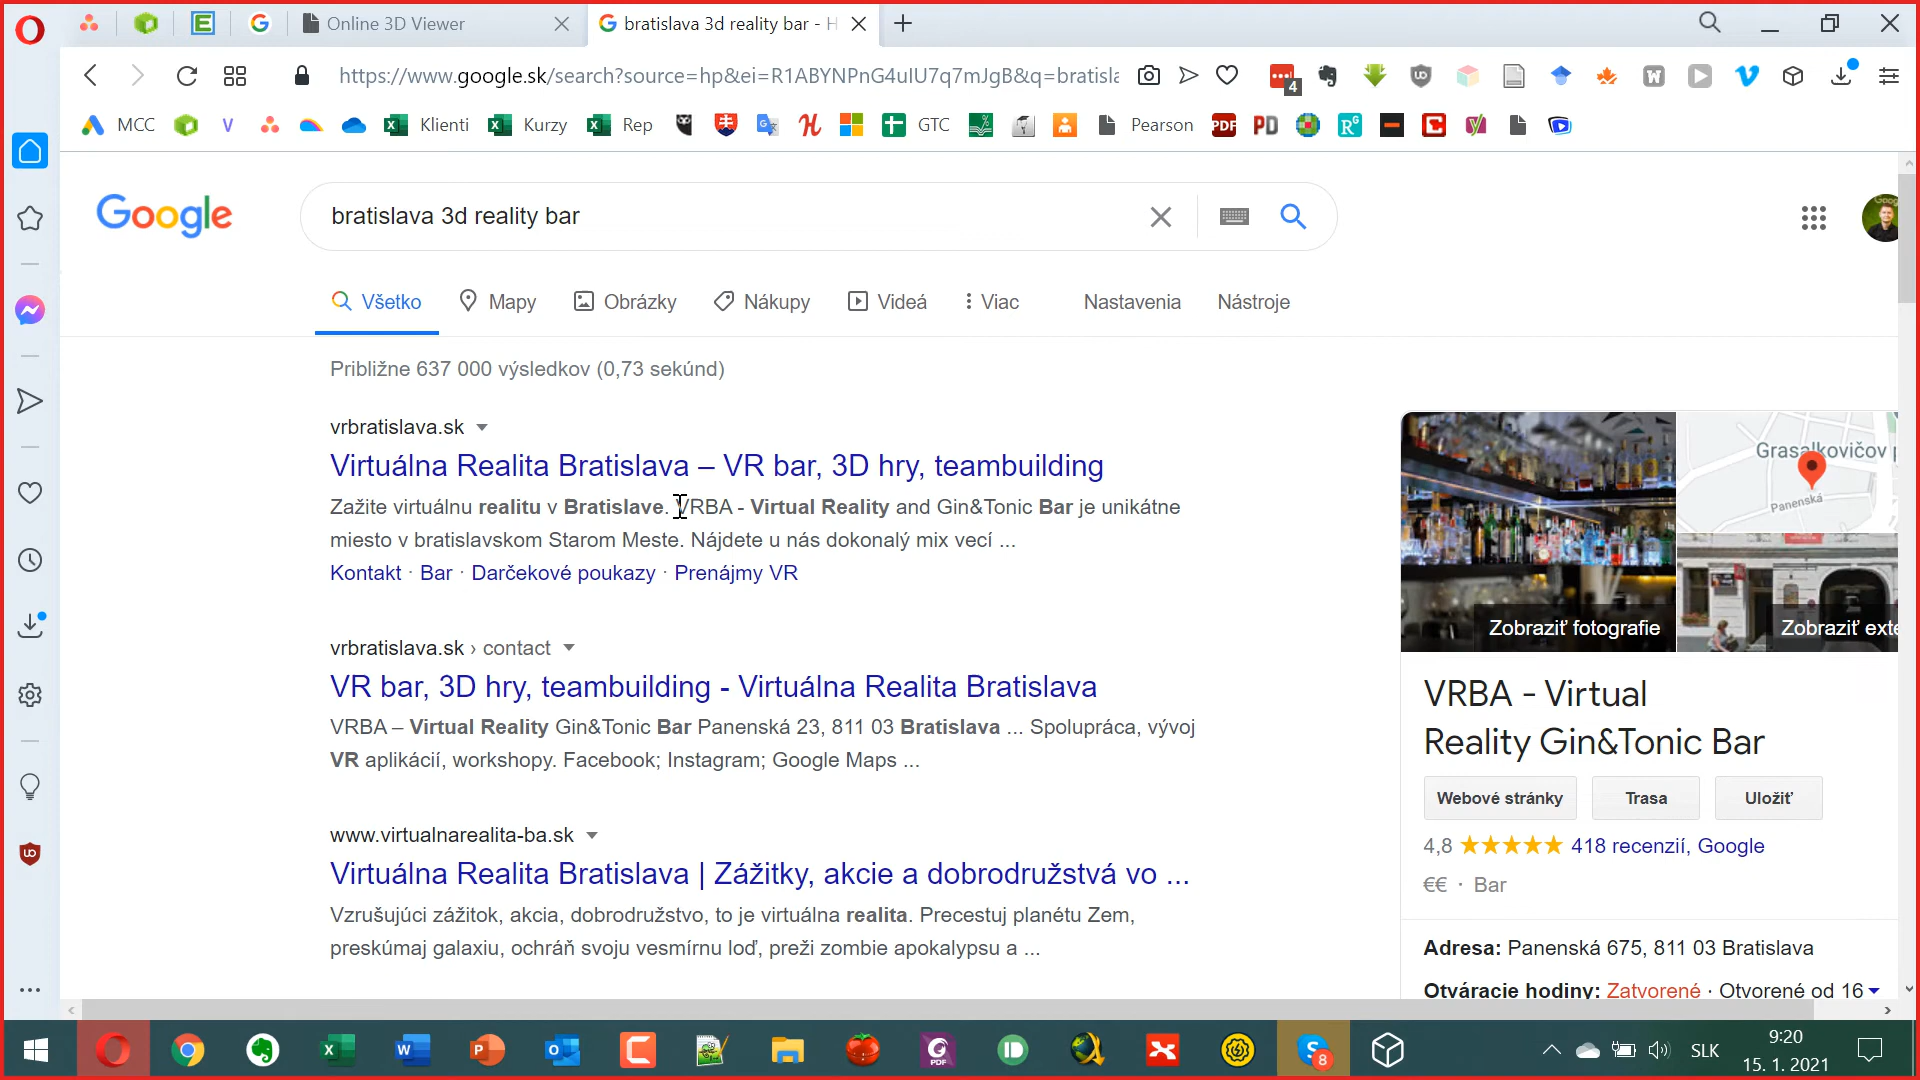 Online 3D Viewer
bratislava 3d reality bar - H
https://www.google.sk/search?source=hp&ei=R1ABYNPnG4ulU7q7mJgB&q=bratisla
4
MCC
Klienti
Kurzy
Rep
GTC
Pearson
PDF
PD
Google
bratislava 3d reality bar
Všetko
Mapy
Obrázky
Nákupy
Videá
Viac
Nastavenia
Nástroje
Približne 637 000 výsledkov (0,73 sekúnd)
vrbratislava.sk
Virtuálna Realita Bratislava – VR bar, 3D hry, teambuilding
Zažite virtuálnu realitu v Bratislave. VRBA - Virtual Reality and Gin&Tonic Bar je unikátne
miesto v bratislavskom Starom Meste. Nájdete u nás dokonalý mix vecí ...
Kontakt · Bar · Darčekové poukazy · Prenájmy VR
vrbratislava.sk › contact
VR bar, 3D hry, teambuilding - Virtuálna Realita Bratislava
VRBA – Virtual Reality Gin&Tonic Bar Panenská 23, 811 03 Bratislava ... Spolupráca, vývoj
VR aplikácií, workshopy. Facebook; Instagram; Google Maps ...
www.virtualnarealita-ba.sk
Virtuálna Realita Bratislava | Zážitky, akcie a dobrodružstvá vo ...
Vzrušujúci zážitok, akcia, dobrodružstvo, to je virtuálna realita. Precestuj planétu Zem,
preskúmaj galaxiu, ochráň svoju vesmírnu loď, preži zombie apokalypsu a ...
Grasalkovičov p
Panenská
Zobraziť fotografie
Zobraziť exte
VRBA - Virtual
Reality Gin&Tonic Bar
Webové stránky
Trasa
Uložiť
4,8
418 recenzií, Google
€€ · Bar
Adresa: Panenská 675, 811 03 Bratislava
Otváracie hodiny: Zatvorené · Otvorené od 16
8
SLK
9:20
15. 1. 2021